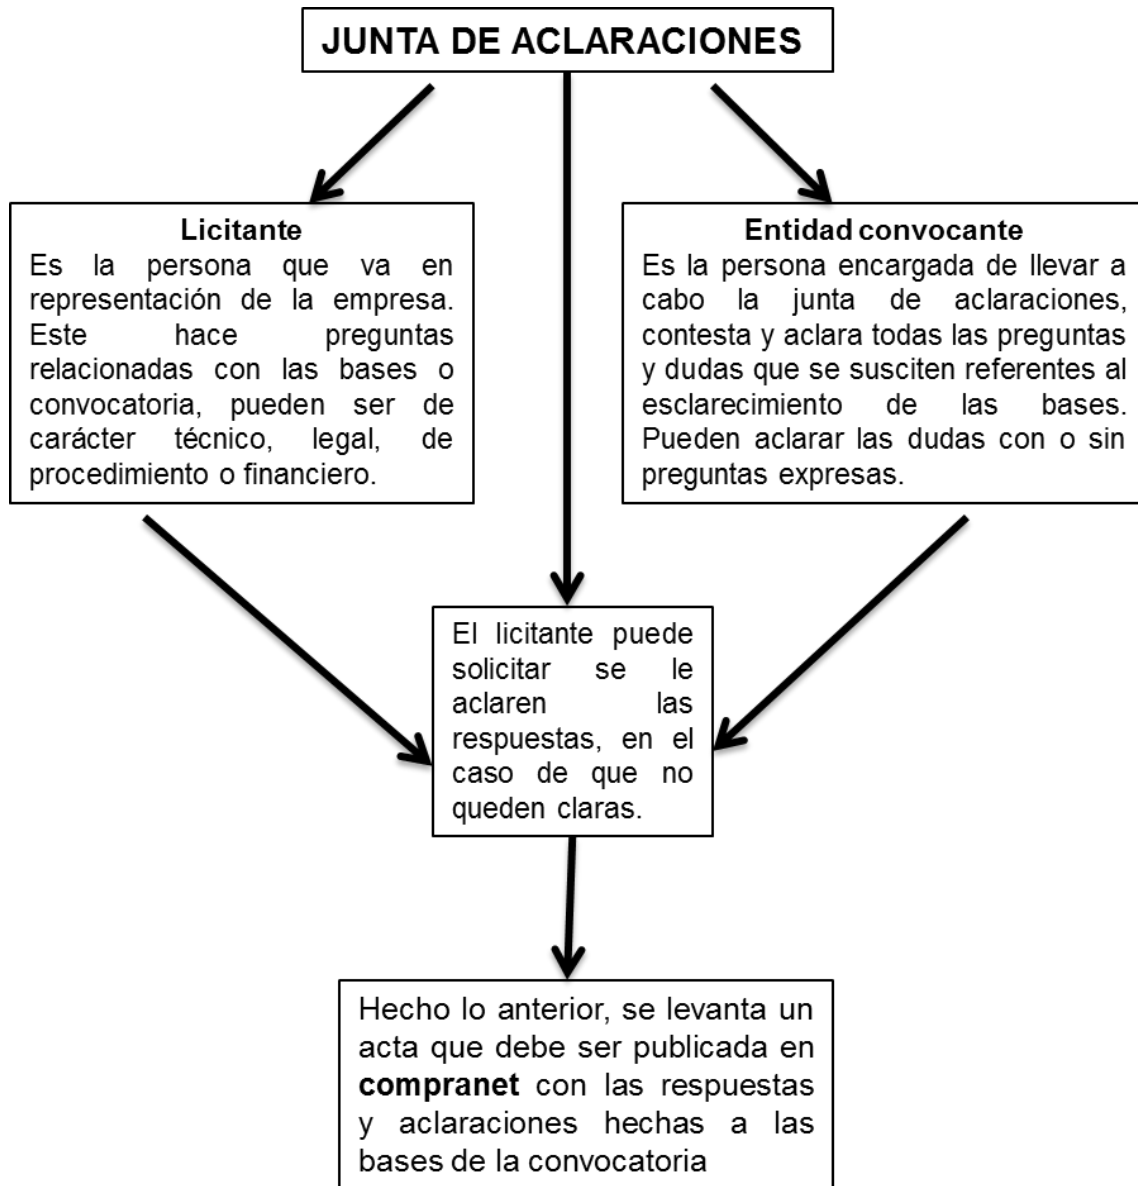 JUNTA DE ACLARACIONES
Licitante
Es la persona que va en
representación de la empresa.
Este hace preguntas
relacionadas con las bases o
convocatoria, pueden ser de
carácter técnico, legal, de
procedimiento o financiero.
Entidad convocante
Es la persona encargada de llevar a
cabo la junta de aclaraciones,
contesta y aclara todas las preguntas
y dudas que se susciten referentes al
esclarecimiento de las bases.
Pueden aclarar las dudas con o sin
preguntas expresas.
El licitante puede
solicitar se le
aclaren las
respuestas, en el
caso de que no
queden claras.
Hecho lo anterior, se levanta un
acta que debe ser publicada en
compranet con las respuestas
y aclaraciones hechas a las
bases de la convocatoria